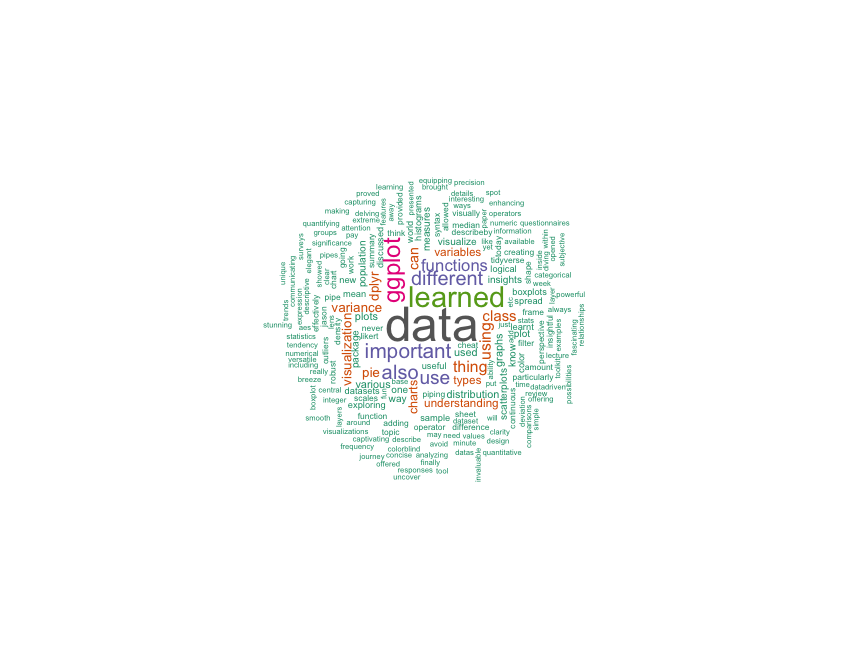 equipping
learning
brought
precision
proved
details
spot
capturing
interesting
provided
presented
away
features
ways
enhancing
making
delving
extreme
visually
paper
operators
allowed
syntax
histograms
world
quantifying
attention
median
numeric
questionnaires
groups
pay
think
measures
describeby
information
surveys
significance
discussed
visualize
like
yet
today
available
within
opened
subjective
pipes
going
work
summary
population
can
variables
creating
inside
diving
elegant
showed
clear
chart
ggplot
functions
tidyverse
logical
shape
categorical
unique
communicating
descriptive
new
dplyr
different
insights
week
mean
learned
boxplots
layer
powerful
trends
expression
effectively
pipe
variance
etc
spread
jason
plots
class
frame
always
stunning
aes
lens
density
data
just
stats
learnt
insightful
examples
fascinating
relationships
never
using
plot
statistics
likert
visualization
package
tendency
outliers
important
cheat
used
graphs
know
filter
perspective
lecture
numerical
versatile
color
toolkit
possibilities
including
robust
useful
thing
ability
amount
really
pie
also
use
types
particularly
breeze
various
base
put
time
datadriven
boxplot
central
datasets
fun
one
piping
distribution
scatterplots
continuous
deviation
review
offering
integer
scales
way
charts
understanding
comparisons
simple
exploring
layers
function
sample
sheet
dataset
will
smooth
around
adding
operator
difference
clarity
visualizations
topic
may
need
values
design
captivating
describe
avoid
minute
frequency
colorblind
journey
concise
analyzing
datas
quantitative
offered
finally
responses
tool
invaluable
uncover